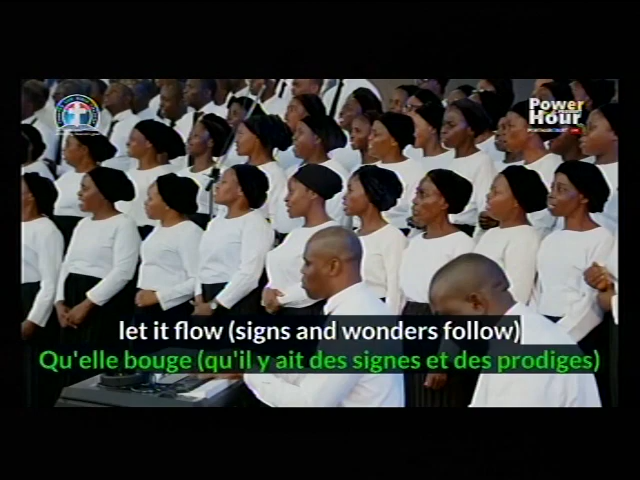 Power
Hour
let it flow (signs and wonders follow)
Qu'elle bouge (qu'il y ait des signes et des prodiges)